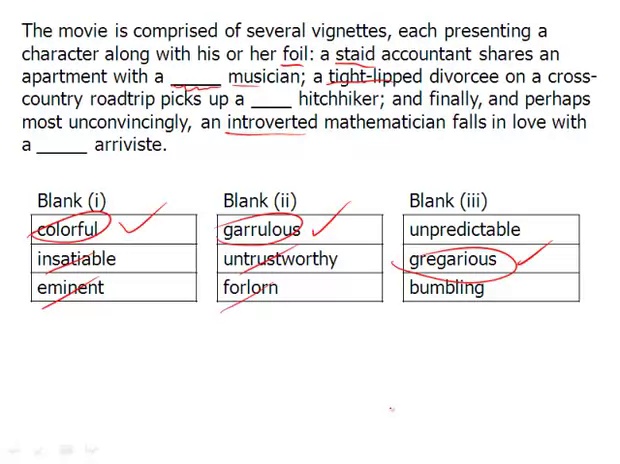 The movie is comprised of several vignettes, each presenting a
character along with his or her foil: a staid accountant shares an
apartment with a _____ musician; a tight-lipped divorcee on a cross-
country roadtrip picks up a ____ hitchhiker; and finally, and perhaps
most unconvincingly, an introverted mathematician falls in love with
a _____ arriviste.
Blank (i) Blank (ii) Blank (iii)
colorful garrulous unpredictable
insatiable untrustworthy gregarious
eminent forlorn bumbling